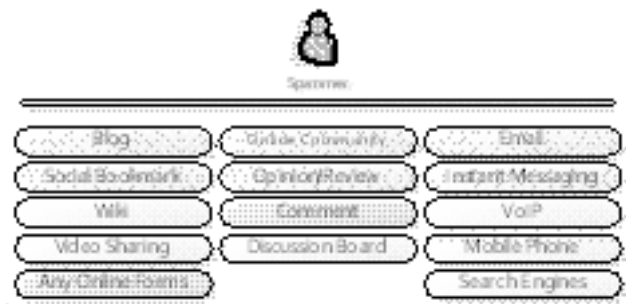 Spammer
Blog Online Community Email
Social Bookmark Opinion/Review Instant Messaging
Wiki Comment VoIP
Video Sharing Discussion Board Mobile Phone
Any Online Forms Search Engines